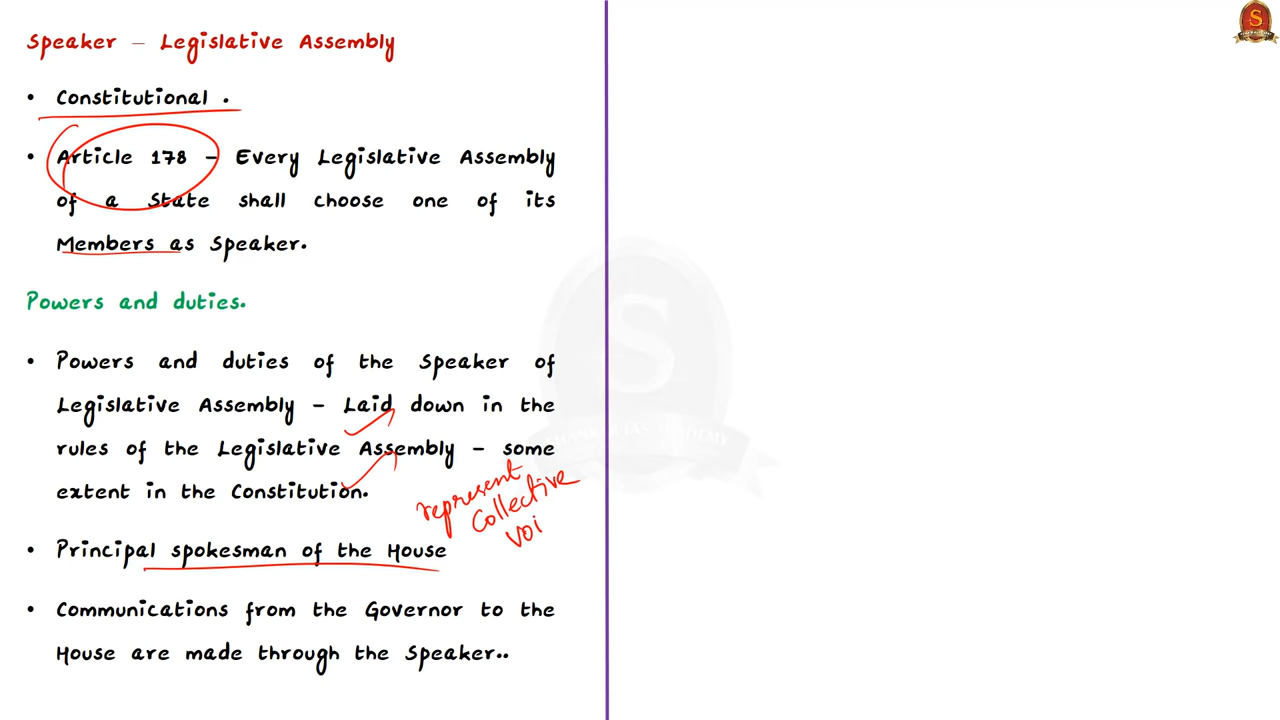 Speaker – Legislative Assembly
• Constitutional .
• Article 178 – Every Legislative Assembly
of a State shall choose one of its
Members as Speaker.
Powers and duties.
• Powers and duties of the Speaker of
Legislative Assembly – Laid down in the
rules of the Legislative Assembly – some
extent in the Constitution.
represent
Collective
voi
• Principal spokesman of the House
• Communications from the Governor to the
House are made through the Speaker..
S
S